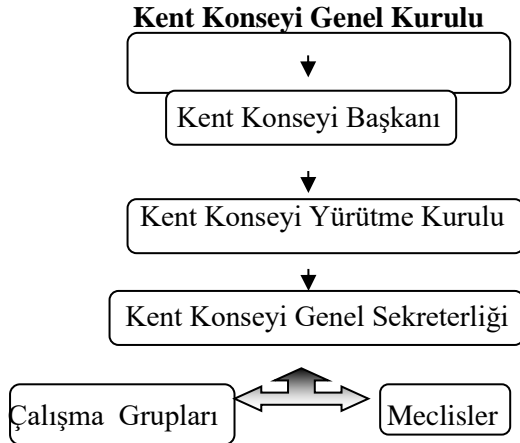 Kent Konseyi Genel Kurulu
Kent Konseyi Başkanı
Kent Konseyi Yürütme Kurulu
Kent Konseyi Genel Sekreterliği
Çalışma Grupları
Meclisler